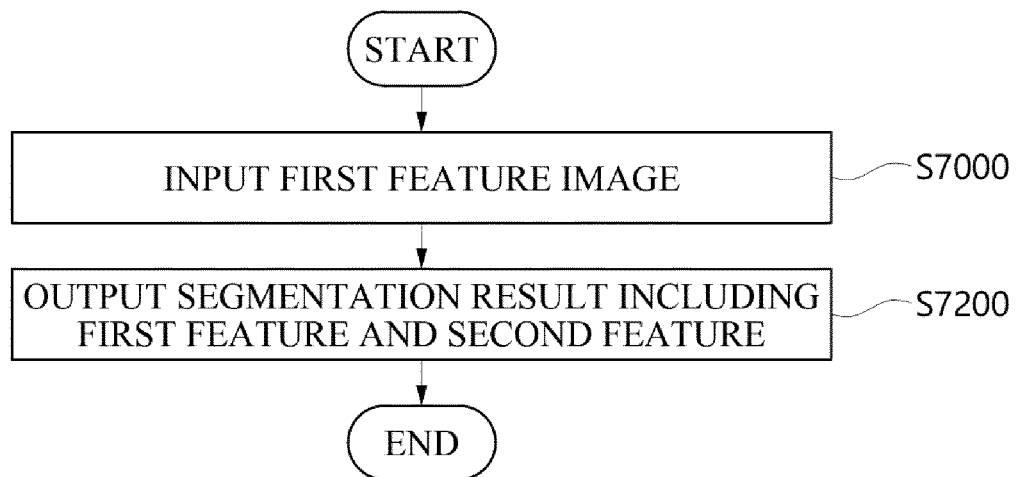 START
INPUT FIRST FEATURE IMAGE
S7000
OUTPUT SEGMENTATION RESULT INCLUDING
FIRST FEATURE AND SECOND FEATURE
S7200
END